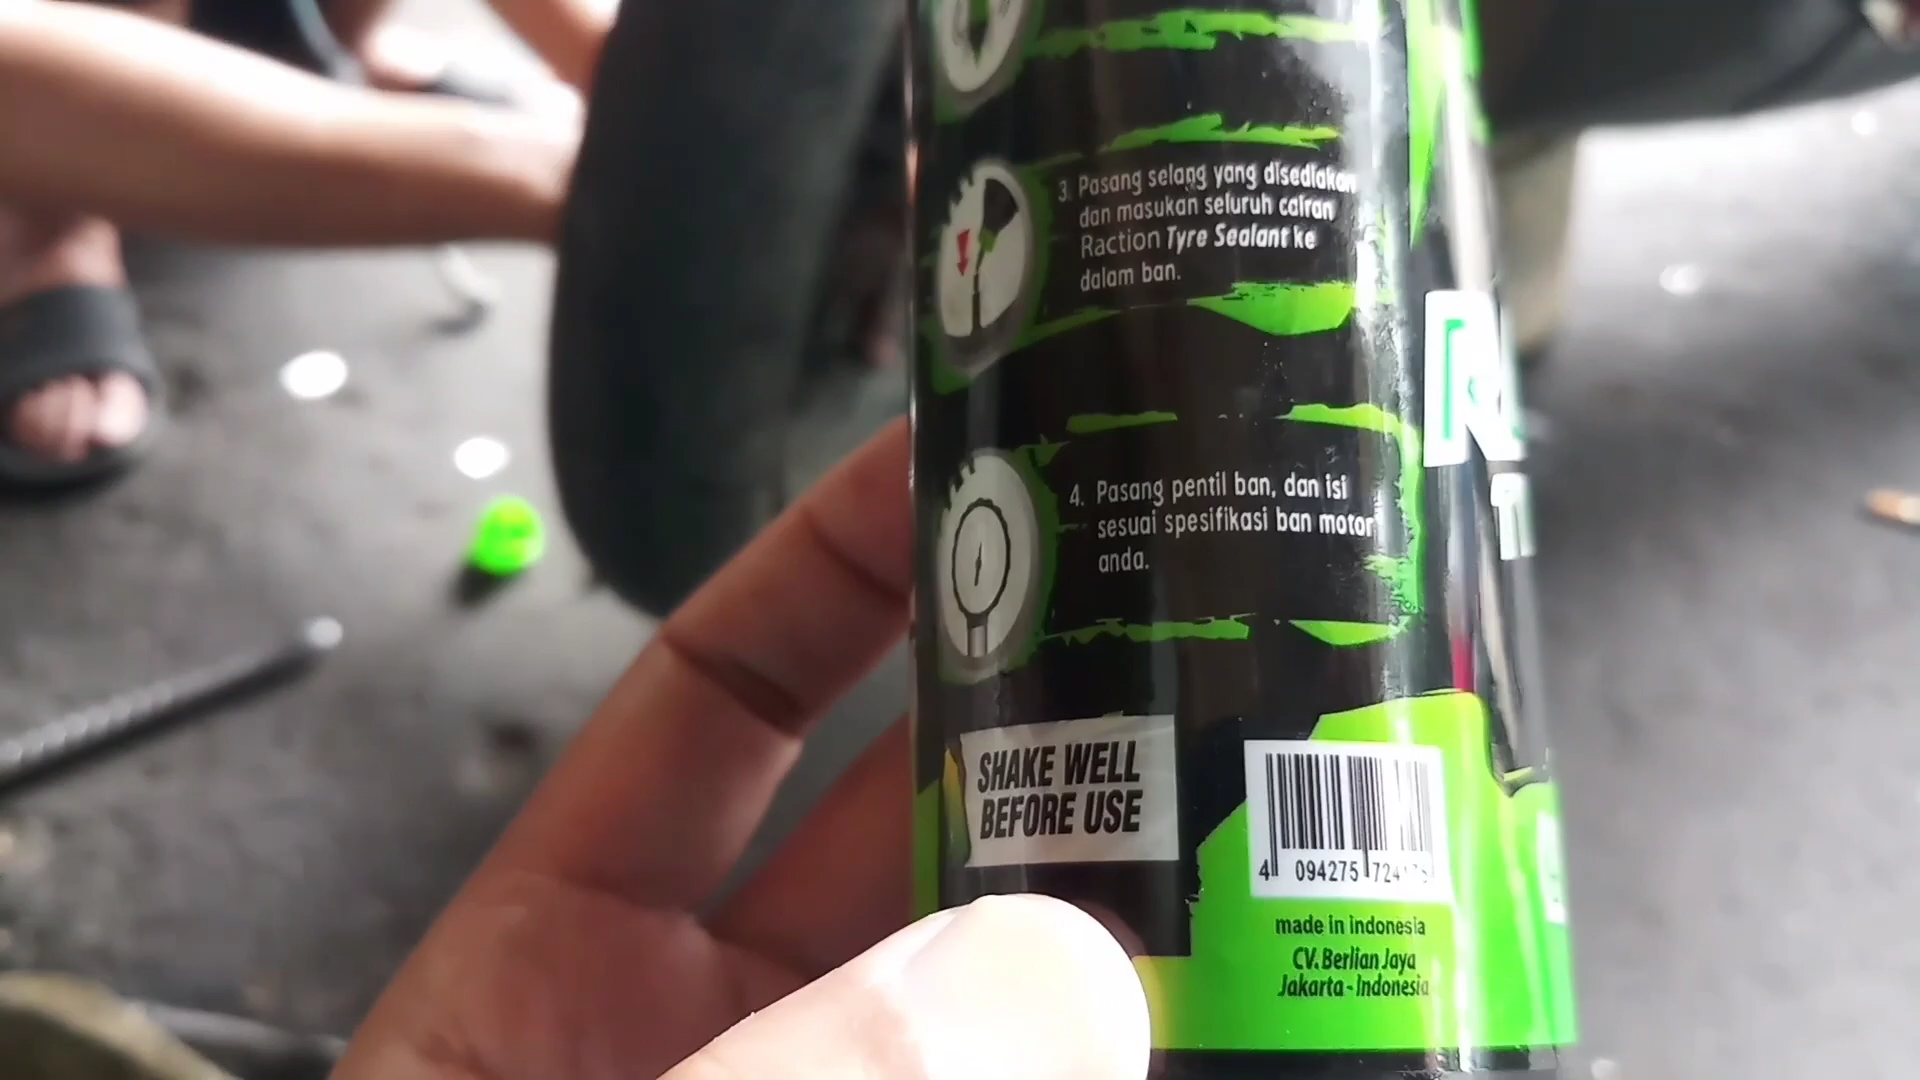 3. Pasang selang yang disediakan
dan masukan seluruh cairan
Raction Tyre Sealant ke
dalam ban.
4. Pasang pentil ban, dan isi
sesuai spesifikasi ban motor
anda.
SHAKE WELL
BEFORE USE
4 094275
made in indonesia
CV. Berlian Jaya
Jakarta - Indonesia